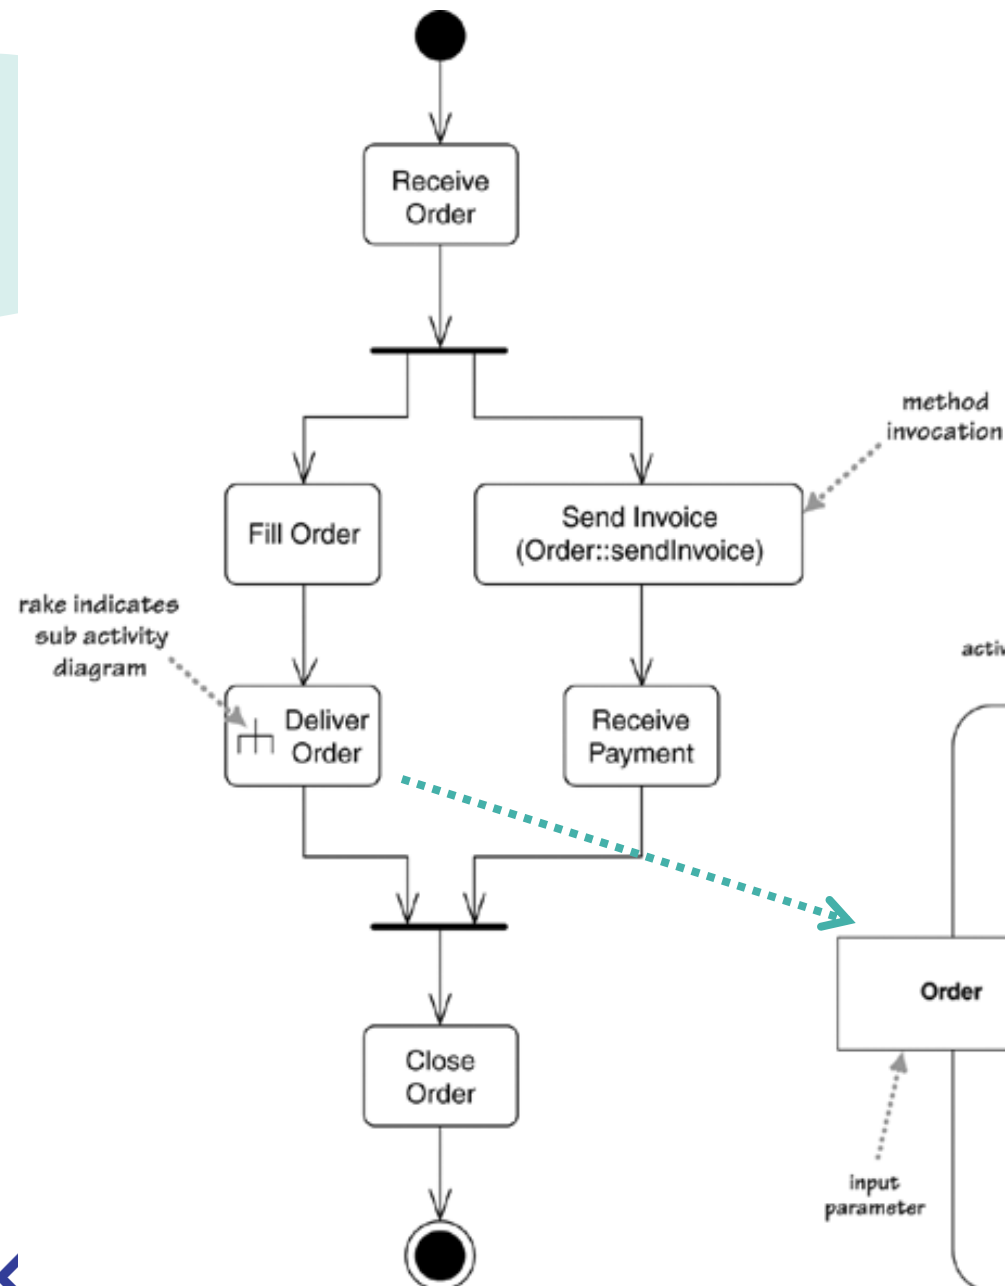 Receive
Order
method
invocation
Fill Order
Send Invoice
(Order::sendInvoice)
rake indicates
sub activity
diagram
activ
Deliver
Order
Receive
Payment
Order
Close
Order
input
parameter